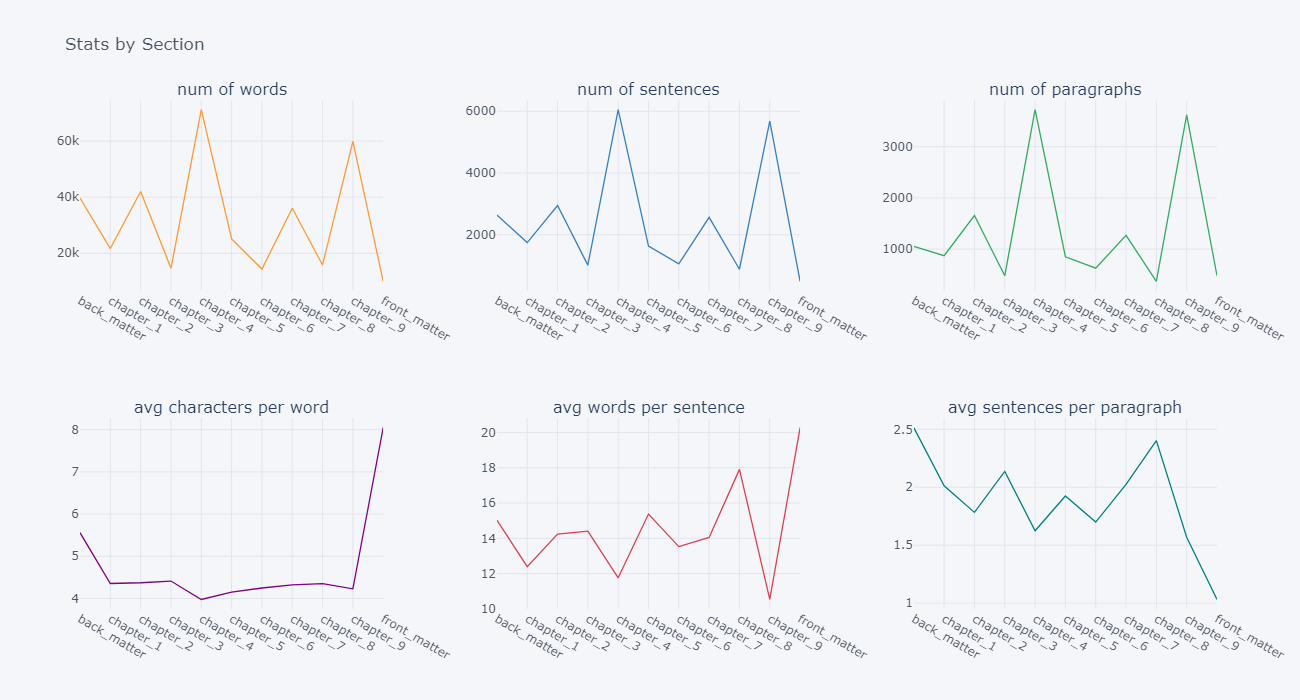 Stats by Section
num of words
60k
40k
20k
back_matter
chapter_1
chapter_2
chapter_3
chapter_4
chapter_5
chapter_6
chapter_7
chapter_8
chapter_9
front_matter
num of sentences
6000
4000
2000
back_matter
chapter_1
chapter_2
chapter_3
chapter_4
chapter_5
chapter_6
chapter_7
chapter_8
chapter_9
front_matter
num of paragraphs
3000
2000
1000
back_matter
chapter_1
chapter_2
chapter_3
chapter_4
chapter_5
chapter_6
chapter_7
chapter_8
chapter_9
front_matter
avg characters per word
8
7
6
5
4
back_matter
chapter_1
chapter_2
chapter_3
chapter_4
chapter_5
chapter_6
chapter_7
chapter_8
chapter_9
front_matter
avg words per sentence
20
18
16
14
12
10
back_matter
chapter_1
chapter_2
chapter_3
chapter_4
chapter_5
chapter_6
chapter_7
chapter_8
chapter_9
front_matter
avg sentences per paragraph
2.5
2
1.5
1
back_matter
chapter_1
chapter_2
chapter_3
chapter_4
chapter_5
chapter_6
chapter_7
chapter_8
chapter_9
front_matter